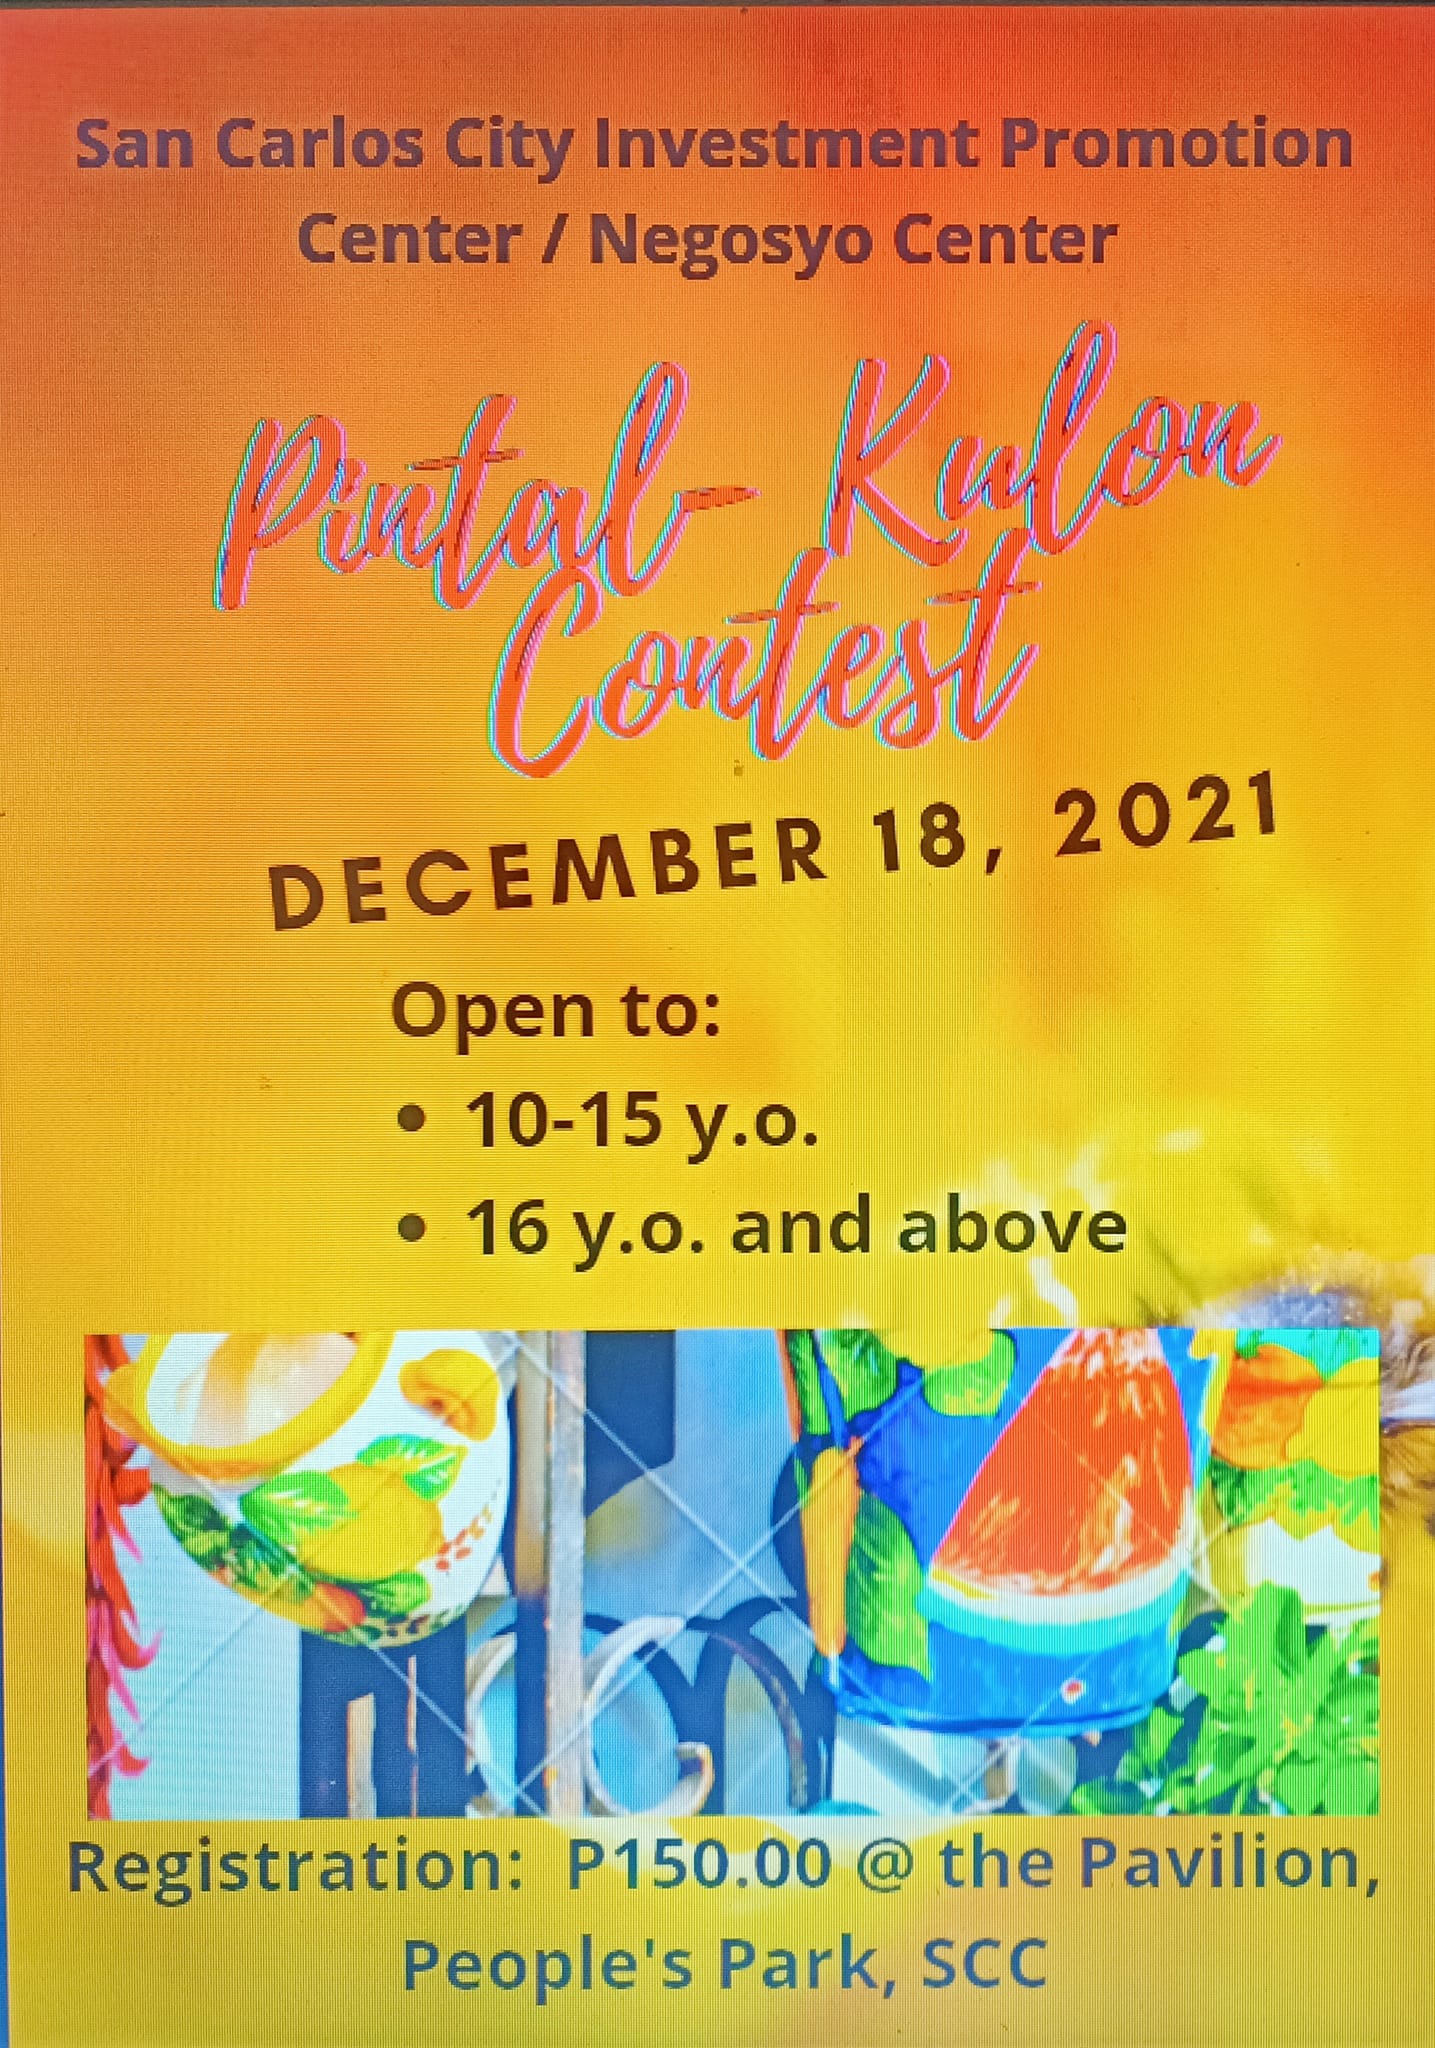 San Carlos City Investment Promotion
Center / Negosyo Center
Pintal- Kulon
Contest
DECEMBER 18, 2021
Open to:
• 10-15 y.o.
• 16 y.o. and above
Registration: P150.00 @ the Pavilion,
People's Park, SCC